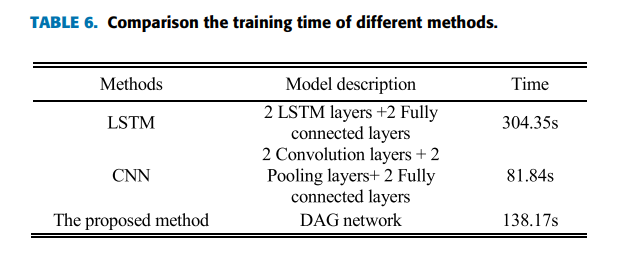 TABLE 6. Comparison the training time of different methods.
Methods Model description Time
LSTM 2 LSTM layers +2 Fully connected layers 304.35s
CNN 2 Convolution layers + 2 Pooling layers+ 2 Fully connected layers 81.84s
The proposed method DAG network 138.17s